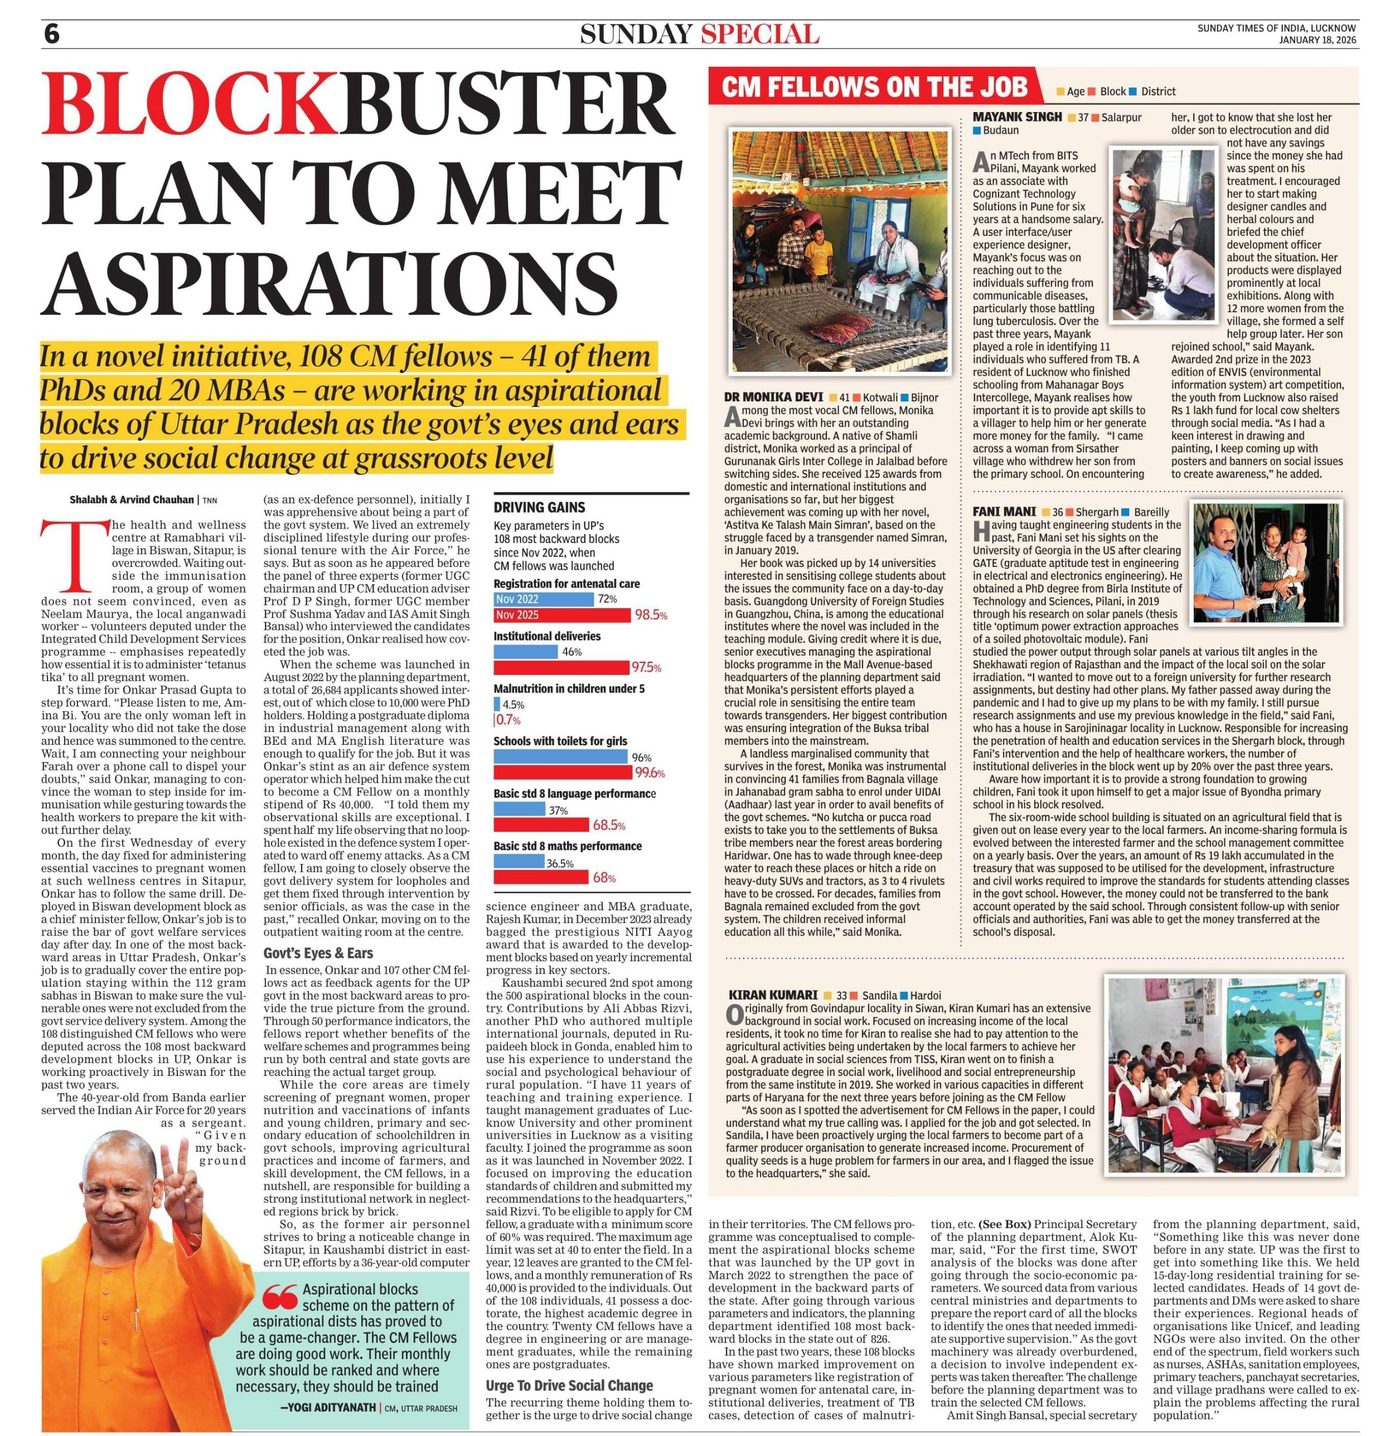 6
SUNDAY SPECIAL
SUNDAY TIMES OF INDIA, LUCKNOW
JANUARY 18, 2026
BLOCKBUSTER
PLAN TO MEET
ASPIRATIONS
In a novel initiative, 108 CM fellows – 41 of them
PhDs and 20 MBAs – are working in aspirational
blocks of Uttar Pradesh as the govt's eyes and ears
to drive social change at grassroots level
Shalabh & Arvind Chauhan | TNN
The health and wellness
centre at Ramabhari vil-
lage in Biswan, Sitapur, is
overcrowded. Waiting out-
side the immunisation
room, a group of women
does not seem convinced, even as
Neelam Maurya, the local anganwadi
worker -- volunteers deputed under the
Integrated Child Development Services
programme -- emphasises repeatedly
how essential it is to administer 'tetanus
tika' to all pregnant women.
It's time for Onkar Prasad Gupta to
step forward. "Please listen to me, Am-
ina Bi. You are the only woman left in
your locality who did not take the dose
and hence was summoned to the centre.
Wait, I am connecting your neighbour
Farah over a phone call to dispel your
doubts," said Onkar, managing to con-
vince the woman to step inside for im-
munisation while gesturing towards the
health workers to prepare the kit with-
out further delay.
On the first Wednesday of every
month, the day fixed for administering
essential vaccines to pregnant women
at such wellness centres in Sitapur,
Onkar has to follow the same drill. De-
ployed in Biswan development block as
a chief minister fellow, Onkar's job is to
raise the bar of govt welfare services
day after day. In one of the most back-
ward areas in Uttar Pradesh, Onkar's
job is to gradually cover the entire pop-
ulation staying within the 112 gram
sabhas in Biswan to make sure the vul-
nerable ones were not excluded from the
govt service delivery system. Among the
108 distinguished CM fellows who were
deputed across the 108 most backward
development blocks in UP, Onkar is
working proactively in Biswan for the
past two years.
The 40-year-old from Banda earlier
served the Indian Air Force for 20 years
as a sergeant.
"Given
my back-
ground
(as an ex-defence personnel), initially I
was apprehensive about being a part of
the govt system. We lived an extremely
disciplined lifestyle during our profes-
sional tenure with the Air Force," he
says. But as soon as he appeared before
the panel of three experts (former UGC
chairman and UP CM education adviser
Prof D P Singh, former UGC member
Prof Sushma Yadav and IAS Amit Singh
Bansal) who interviewed the candidates
for the position, Onkar realised how cov-
eted the job was.
When the scheme was launched in
August 2022 by the planning department,
a total of 26,684 applicants showed inter-
est, out of which close to 10,000 were PhD
holders. Holding a postgraduate diploma
in industrial management along with
BEd and MA English literature was
enough to qualify for the job. But it was
Onkar's stint as an air defence system
operator which helped him make the cut
to become a CM Fellow on a monthly
stipend of Rs 40,000. "I told them my
observational skills are exceptional. I
spent half my life observing that no loop-
hole existed in the defence system I oper-
ated to ward off enemy attacks. As a CM
fellow, I am going to closely observe the
govt delivery system for loopholes and
get them fixed through intervention by
senior officials, as was the case in the
past," recalled Onkar, moving on to the
outpatient waiting room at the centre.
Govt's Eyes & Ears
In essence, Onkar and 107 other CM fel-
lows act as feedback agents for the UP
govt in the most backward areas to pro-
vide the true picture from the ground.
Through 50 performance indicators, the
fellows report whether benefits of the
welfare schemes and programmes being
run by both central and state govts are
reaching the actual target group.
While the core areas are timely
screening of pregnant women, proper
nutrition and vaccinations of infants
and young children, primary and sec-
ondary education of schoolchildren in
govt schools, improving agricultural
practices and income of farmers, and
skill development, the CM fellows, in a
nutshell, are responsible for building a
strong institutional network in neglect-
ed regions brick by brick.
So, as the former air personnel
strives to bring a noticeable change in
Sitapur, in Kaushambi district in east-
ern UP, efforts by a 36-year-old computer
Aspirational blocks
scheme on the pattern of
aspirational dists has proved to
be a game-changer. The CM Fellows
are doing good work. Their monthly
work should be ranked and where
necessary, they should be trained
—YOGI ADITYANATH | CM, UTTAR PRADESH
DRIVING GAINS
Key parameters in UP's
108 most backward blocks
since Nov 2022, when
CM fellows was launched
Registration for antenatal care
Nov 2022 72%
Nov 2025 98.5%
Institutional deliveries
46%
97.5%
Malnutrition in children under 5
4.5%
0.7%
Schools with toilets for girls
96%
99.6%
Basic std 8 language performance
37%
68.5%
Basic std 8 maths performance
36.5%
68%
science engineer and MBA graduate,
Rajesh Kumar, in December 2023 already
bagged the prestigious NITI Aayog
award that is awarded to the develop-
ment blocks based on yearly incremental
progress in key sectors.
Kaushambi secured 2nd spot among
the 500 aspirational blocks in the coun-
try. Contributions by Ali Abbas Rizvi,
another PhD who authored multiple
international journals, deputed in Ru-
paideeh block in Gonda, enabled him to
use his experience to understand the
social and psychological behaviour of
rural population. "I have 11 years of
teaching and training experience. I
taught management graduates of Luc-
know University and other prominent
universities in Lucknow as a visiting
faculty. I joined the programme as soon
as it was launched in November 2022. I
focused on improving the education
standards of children and submitted my
recommendations to the headquarters,"
said Rizvi. To be eligible to apply for CM
fellow, a graduate with a minimum score
of 60% was required. The maximum age
limit was set at 40 to enter the field. In a
year, 12 leaves are granted to the CM fel-
lows, and a monthly remuneration of Rs
40,000 is provided to the individuals. Out
of the 108 individuals, 41 possess a doc-
torate, the highest academic degree in
the country. Twenty CM fellows have a
degree in engineering or are manage-
ment graduates, while the remaining
ones are postgraduates.
Urge To Drive Social Change
The recurring theme holding them to-
gether is the urge to drive social change
in their territories. The CM fellows pro-
gramme was conceptualised to comple-
ment the aspirational blocks scheme
that was launched by the UP govt in
March 2022 to strengthen the pace of
development in the backward parts of
the state. After going through various
parameters and indicators, the planning
department identified 108 most back-
ward blocks in the state out of 826.
In the past two years, these 108 blocks
have shown marked improvement on
various parameters like registration of
pregnant women for antenatal care, in-
stitutional deliveries, treatment of TB
cases, detection of cases of malnutri-
tion, etc. (See Box) Principal Secretary
of the planning department, Alok Ku-
mar, said, "For the first time, SWOT
analysis of the blocks was done after
going through the socio-economic pa-
rameters. We sourced data from various
central ministries and departments to
prepare the report card of all the blocks
to identify the ones that needed immedi-
ate supportive supervision." As the govt
machinery was already overburdened,
a decision to involve independent ex-
perts was taken thereafter. The challenge
before the planning department was to
train the selected CM fellows.
Amit Singh Bansal, special secretary
from the planning department, said,
"Something like this was never done
before in any state. UP was the first to
get into something like this. We held
15-day-long residential training for se-
lected candidates. Heads of 14 govt de-
partments and DMs were asked to share
their experiences. Regional heads of
organisations like Unicef, and leading
NGOs were also invited. On the other
end of the spectrum, field workers such
as nurses, ASHAs, sanitation employees,
primary teachers, panchayat secretaries,
and village pradhans were called to ex-
plain the problems affecting the rural
population."
CM FELLOWS ON THE JOB
Age Block District
DR MONIKA DEVI 41 Kotwali Bijnor
Among the most vocal CM fellows, Monika
Devi brings with her an outstanding
academic background. A native of Shamli
district, Monika worked as a principal of
Gurunanak Girls Inter College in Jalalbad before
switching sides. She received 125 awards from
domestic and international institutions and
organisations so far, but her biggest
achievement was coming up with her novel,
'Astitva Ke Talash Main Simran', based on the
struggle faced by a transgender named Simran,
in January 2019.
Her book was picked up by 14 universities
interested in sensitising college students about
the issues the community face on a day-to-day
basis. Guangdong University of Foreign Studies
in Guangzhou, China, is among the educational
institutes where the novel was included in the
teaching module. Giving credit where it is due,
senior executives managing the aspirational
blocks programme in the Mall Avenue-based
headquarters of the planning department said
that Monika's persistent efforts played a
crucial role in sensitising the entire team
towards transgenders. Her biggest contribution
was ensuring integration of the Buksa tribal
members into the mainstream.
A landless marginalised community that
survives in the forest, Monika was instrumental
in convincing 41 families from Bagnala village
in Jahanabad gram sabha to enrol under UIDAI
(Aadhaar) last year in order to avail benefits of
the govt schemes. "No kutcha or pucca road
exists to take you to the settlements of Buksa
tribe members near the forest areas bordering
Haridwar. One has to wade through knee-deep
water to reach these places or hitch a ride on
heavy-duty SUVs and tractors, as 3 to 4 rivulets
have to be crossed. For decades, families from
Bagnala remained excluded from the govt
system. The children received informal
education all this while," said Monika.
MAYANK SINGH 37 Salarpur
Budaun
An MTech from BITS
Pilani, Mayank worked
as an associate with
Cognizant Technology
Solutions in Pune for six
years at a handsome salary.
A user interface/user
experience designer,
Mayank's focus was on
reaching out to the
individuals suffering from
communicable diseases,
particularly those battling
lung tuberculosis. Over the
past three years, Mayank
played a role in identifying 11
individuals who suffered from TB. A
resident of Lucknow who finished
schooling from Mahanagar Boys
Intercollege, Mayank realises how
important it is to provide apt skills to
a villager to help him or her generate
more money for the family. "I came
across a woman from Sirsather
village who withdrew her son from
the primary school. On encountering
her, I got to know that she lost her
older son to electrocution and did
not have any savings
since the money she had
was spent on his
treatment. I encouraged
her to start making
designer candles and
herbal colours and
briefed the chief
development officer
about the situation. Her
products were displayed
prominently at local
exhibitions. Along with
12 more women from the
village, she formed a self
help group later. Her son
rejoined school," said Mayank.
Awarded 2nd prize in the 2023
edition of ENVIS (environmental
information system) art competition,
the youth from Lucknow also raised
Rs 1 lakh fund for local cow shelters
through social media. "As I had a
keen interest in drawing and
painting, I keep coming up with
posters and banners on social issues
to create awareness," he added.
FANI MANI 36 Shergarh Bareilly
Having taught engineering students in the
past, Fani Mani set his sights on the
University of Georgia in the US after clearing
GATE (graduate aptitude test in engineering
in electrical and electronics engineering). He
obtained a PhD degree from Birla Institute of
Technology and Sciences, Pilani, in 2019
through his research on solar panels (thesis
title 'optimum power extraction approaches
of a soiled photovoltaic module). Fani
studied the power output through solar panels at various tilt angles in the
Shekhawati region of Rajasthan and the impact of the local soil on the solar
irradiation. "I wanted to move out to a foreign university for further research
assignments, but destiny had other plans. My father passed away during the
pandemic and I had to give up my plans to be with my family. I still pursue
research assignments and use my previous knowledge in the field," said Fani,
who has a house in Sarojininagar locality in Lucknow. Responsible for increasing
the penetration of health and education services in the Shergarh block, through
Fani's intervention and the help of healthcare workers, the number of
institutional deliveries in the block went up by 20% over the past three years.
Aware how important it is to provide a strong foundation to growing
children, Fani took it upon himself to get a major issue of Byondha primary
school in his block resolved.
The six-room-wide school building is situated on an agricultural field that is
given out on lease every year to the local farmers. An income-sharing formula is
evolved between the interested farmer and the school management committee
on a yearly basis. Over the years, an amount of Rs 19 lakh accumulated in the
treasury that was supposed to be utilised for the development, infrastructure
and civil works required to improve the standards for students attending classes
in the govt school. However, the money could not be transferred to the bank
account operated by the said school. Through consistent follow-up with senior
officials and authorities, Fani was able to get the money transferred at the
school's disposal.
KIRAN KUMARI 33 Sandila Hardoi
Originally from Govindapur locality in Siwan, Kiran Kumari has an extensive
background in social work. Focused on increasing income of the local
residents, it took no time for Kiran to realise she had to pay attention to the
agricultural activities being undertaken by the local farmers to achieve her
goal. A graduate in social sciences from TISS, Kiran went on to finish a
postgraduate degree in social work, livelihood and social entrepreneurship
from the same institute in 2019. She worked in various capacities in different
parts of Haryana for the next three years before joining as the CM Fellow
"As soon as I spotted the advertisement for CM Fellows in the paper, I could
understand what my true calling was. I applied for the job and got selected. In
Sandila, I have been proactively urging the local farmers to become part of a
farmer producer organisation to generate increased income. Procurement of
quality seeds is a huge problem for farmers in our area, and I flagged the issue
to the headquarters," she said.